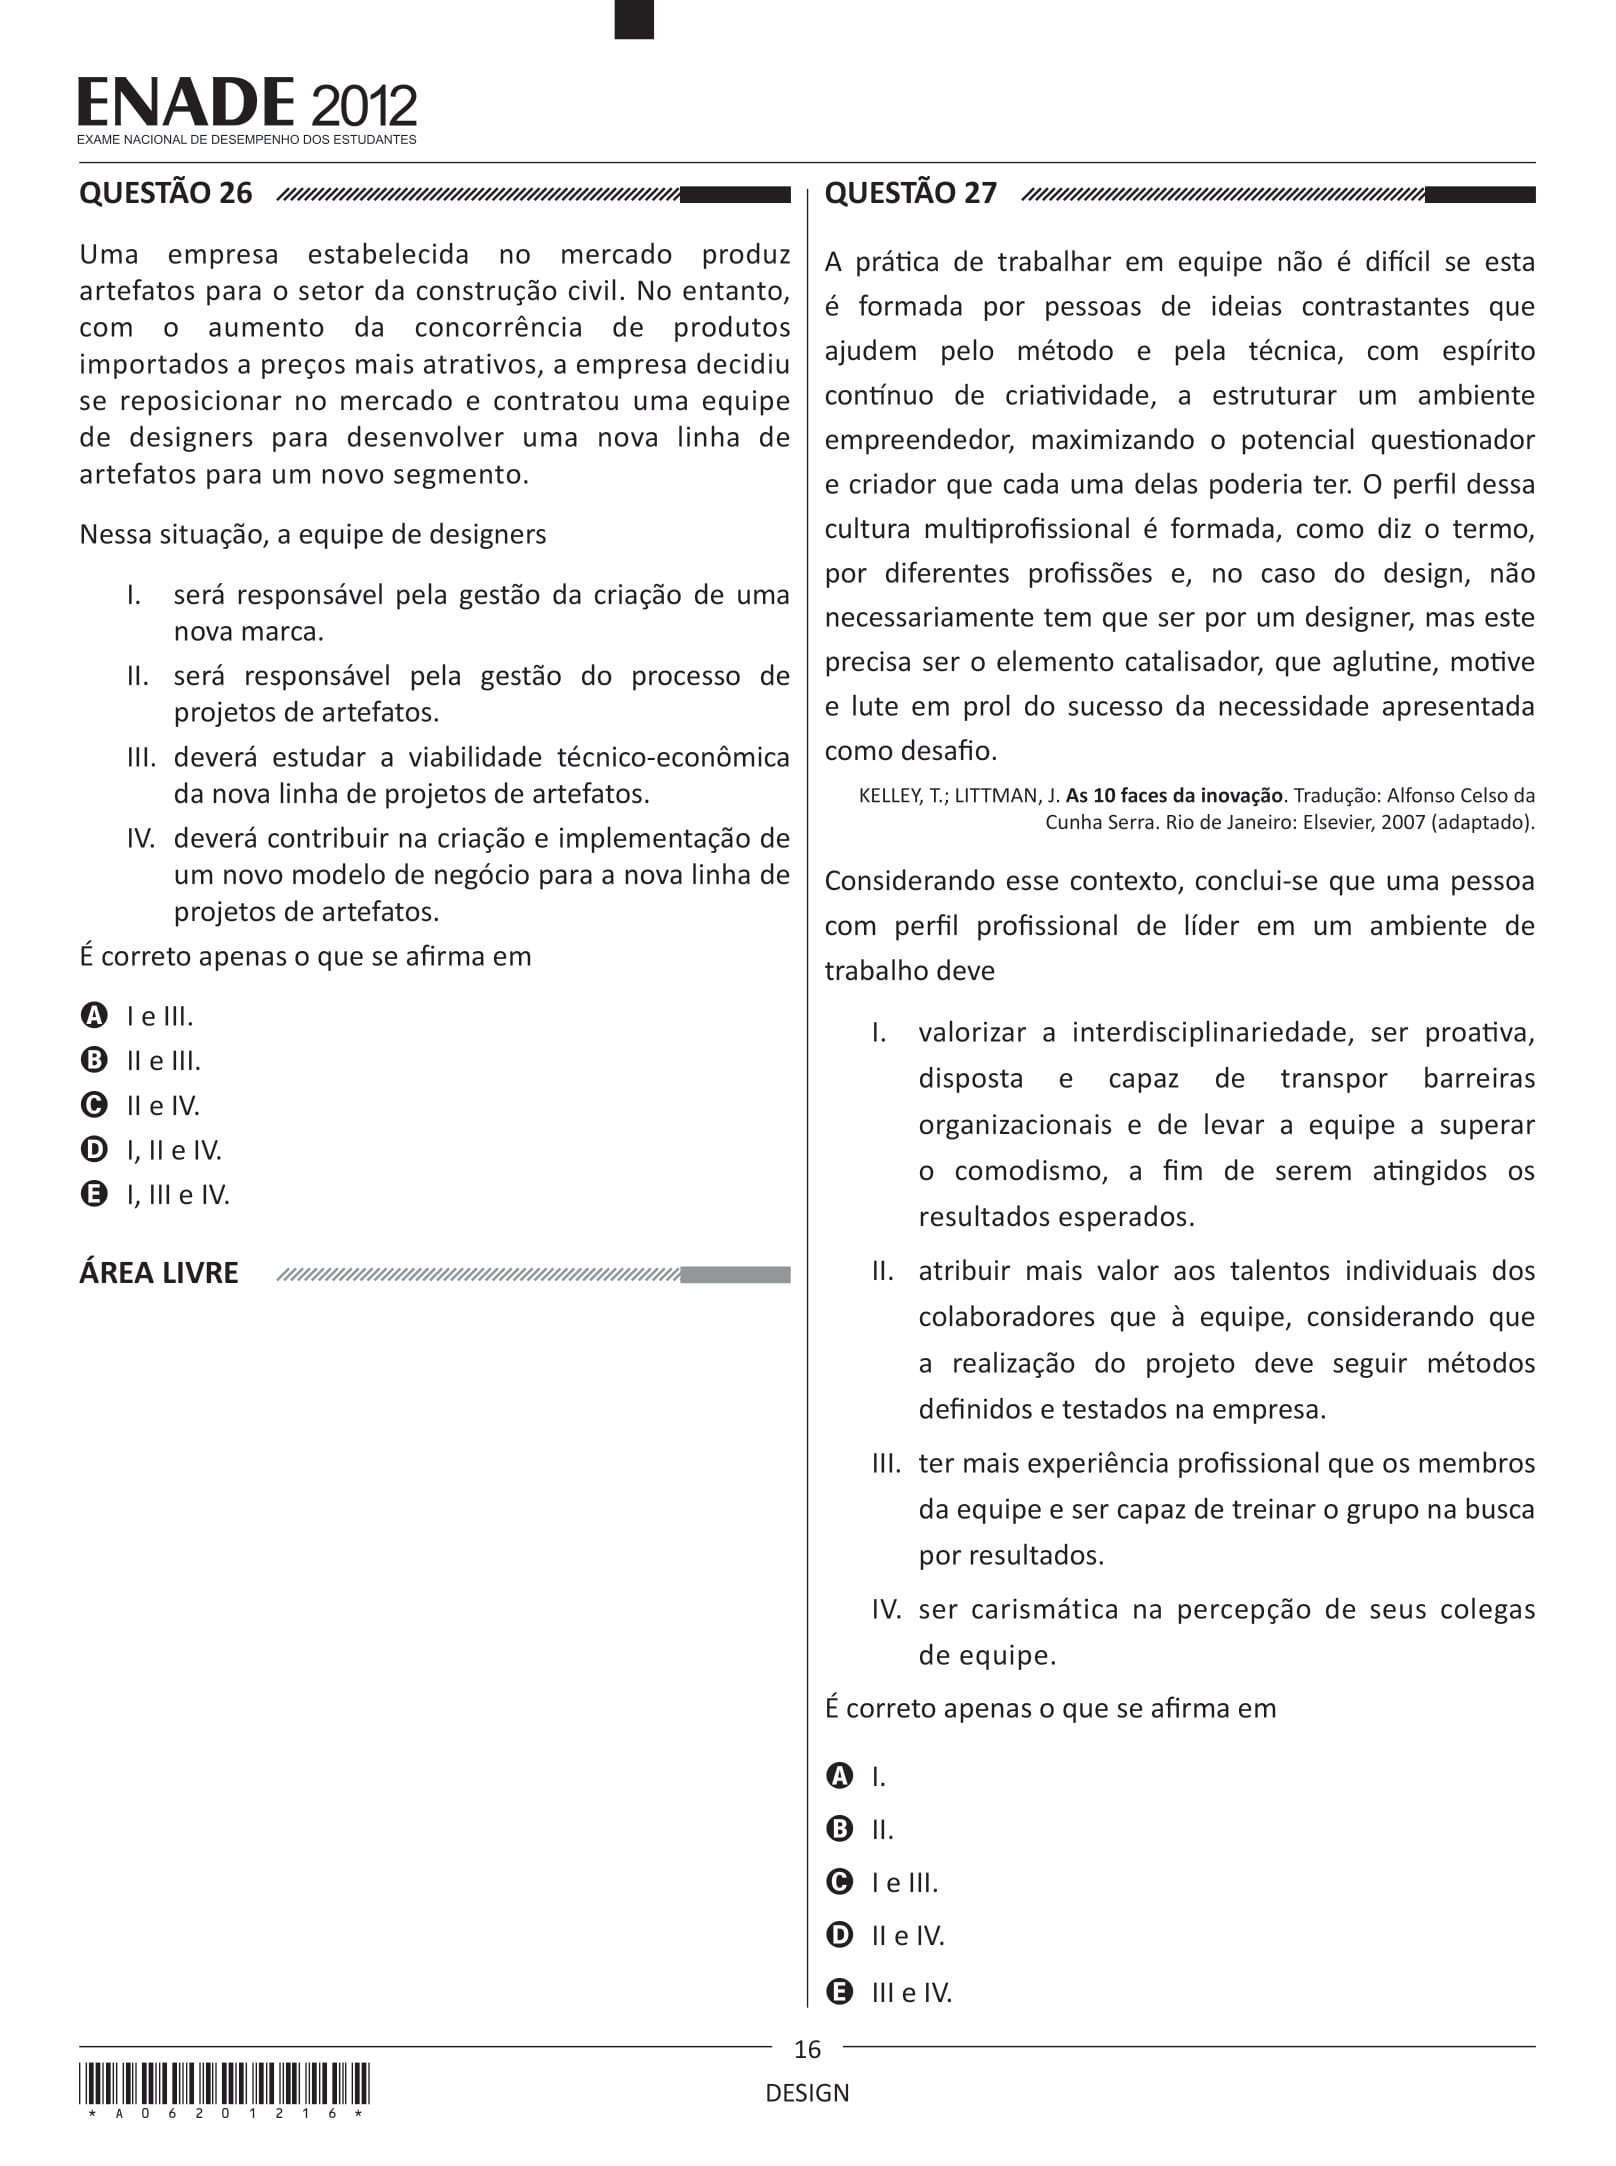 ENADE 2012
EXAME NACIONAL DE DESEMPENHO DOS ESTUDANTES
QUESTÃO 26
Uma empresa estabelecida no mercado produz
artefatos para o setor da construção civil. No entanto,
com o aumento da concorrência de produtos
importados a preços mais atrativos, a empresa decidiu
se reposicionar no mercado e contratou uma equipe
de designers para desenvolver uma nova linha de
artefatos para um novo segmento.
Nessa situação, a equipe de designers
I. será responsável pela gestão da criação de uma
nova marca.
II. será responsável pela gestão do processo de
projetos de artefatos.
III. deverá estudar a viabilidade técnico-econômica
da nova linha de projetos de artefatos.
IV. deverá contribuir na criação e implementação de
um novo modelo de negócio para a nova linha de
projetos de artefatos.
É correto apenas o que se afirma em
A I e III.
B II e III.
C II e IV.
D I, II e IV.
E I, III e IV.
ÁREA LIVRE
QUESTÃO 27
A prática de trabalhar em equipe não é difícil se esta
é formada por pessoas de ideias contrastantes que
ajudem pelo método e pela técnica, com espírito
contínuo de criatividade, a estruturar um ambiente
empreendedor, maximizando o potencial questionador
e criador que cada uma delas poderia ter. O perfil dessa
cultura multiprofissional é formada, como diz o termo,
por diferentes profissões e, no caso do design, não
necessariamente tem que ser por um designer, mas este
precisa ser o elemento catalisador, que aglutine, motive
e lute em prol do sucesso da necessidade apresentada
como desafio.
KELLEY, T.; LITTMAN, J. As 10 faces da inovação. Tradução: Alfonso Celso da
Cunha Serra. Rio de Janeiro: Elsevier, 2007 (adaptado).
Considerando esse contexto, conclui-se que uma pessoa
com perfil profissional de líder em um ambiente de
trabalho deve
I. valorizar a interdisciplinariedade, ser proativa,
disposta e capaz de transpor barreiras
organizacionais e de levar a equipe a superar
o comodismo, a fim de serem atingidos os
resultados esperados.
II. atribuir mais valor aos talentos individuais dos
colaboradores que à equipe, considerando que
a realização do projeto deve seguir métodos
definidos e testados na empresa.
III. ter mais experiência profissional que os membros
da equipe e ser capaz de treinar o grupo na busca
por resultados.
IV. ser carismática na percepção de seus colegas
de equipe.
É correto apenas o que se afirma em
A I.
B II.
C I e III.
D II e IV.
E III e IV.
16
DESIGN
* A 0 6 2 0 1 2 1 6 *